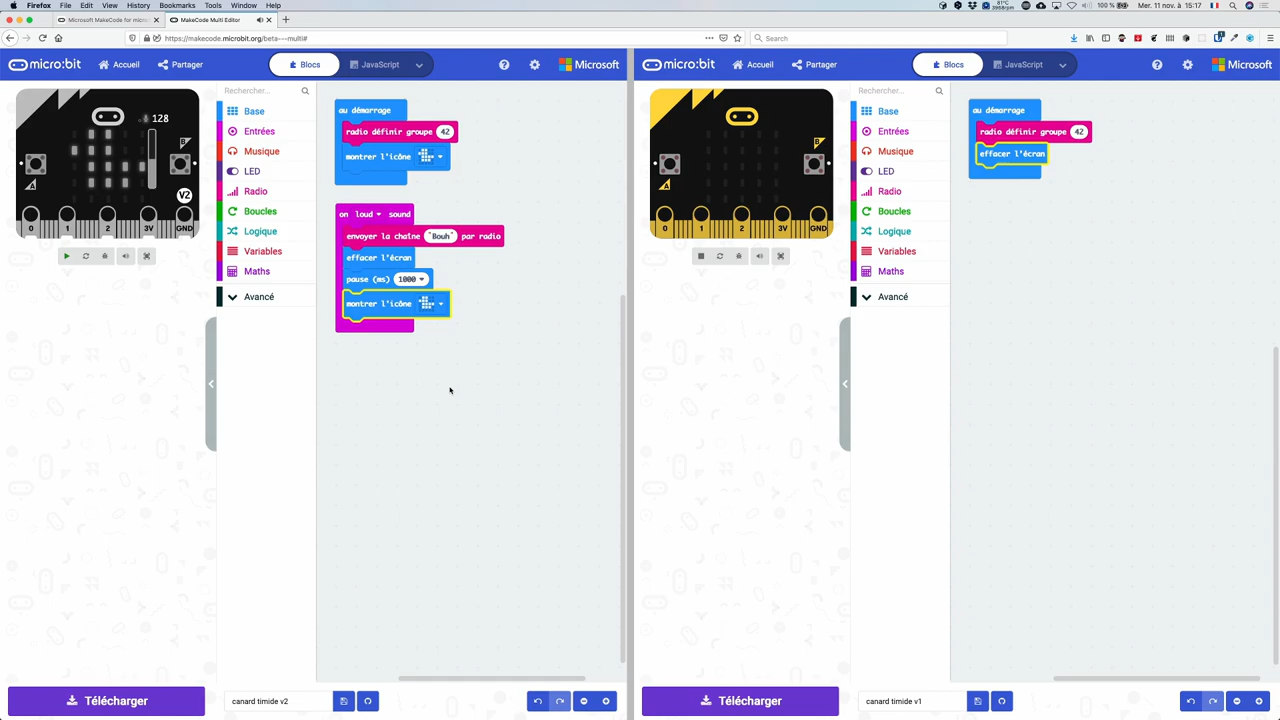 Firefox File Edit View History Bookmarks Tools Window Help
81°C
3968rpm
100 %
Mer. 11 nov. à 15:17
Microsoft MakeCode for micro:
MakeCode Multi Editor
https://makecode.microbit.org/beta---multi#
Search
micro:bit
Accueil
Partager
Blocs
JavaScript
Microsoft
128
B
A
V2
0 1 2 3V GND
Rechercher...
Base
Entrées
Musique
LED
Radio
Boucles
Logique
Variables
Maths
Avancé
au démarrage
radio définir groupe 42
montrer l'icône
on loud sound
envoyer la chaîne "Bouh" par radio
effacer l'écran
pause (ms) 1000
montrer l'icône
Télécharger
canard timide v2
micro:bit
Accueil
Partager
Blocs
JavaScript
Microsoft
B
A
0 1 2 3V GND
Rechercher...
Base
Entrées
Musique
LED
Radio
Boucles
Logique
Variables
Maths
Avancé
au démarrage
radio définir groupe 42
effacer l'écran
Télécharger
canard timide v1